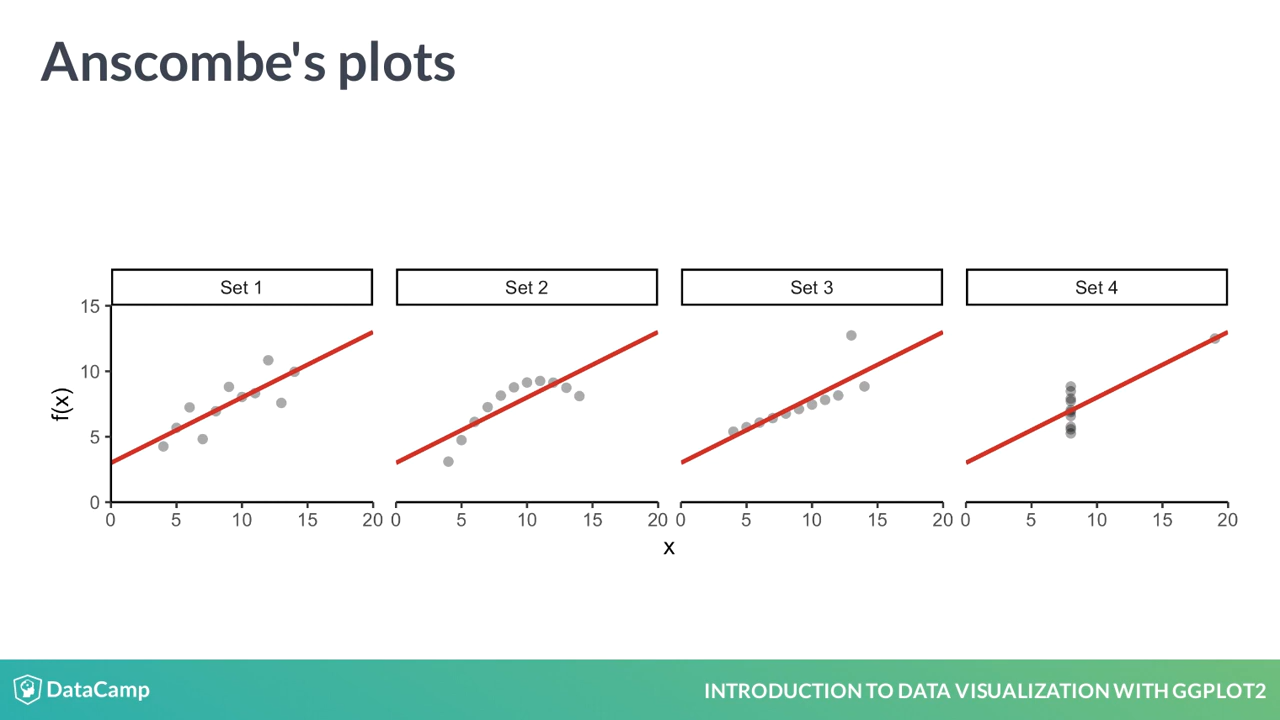 Anscombe's plots
Set 1 Set 2 Set 3 Set 4
15
10
5
0
f(x)
0 5 10 15 20 0 5 10 15 20 0 5 10 15 20 0 5 10 15 20
x
DataCamp
INTRODUCTION TO DATA VISUALIZATION WITH GGPLOT2